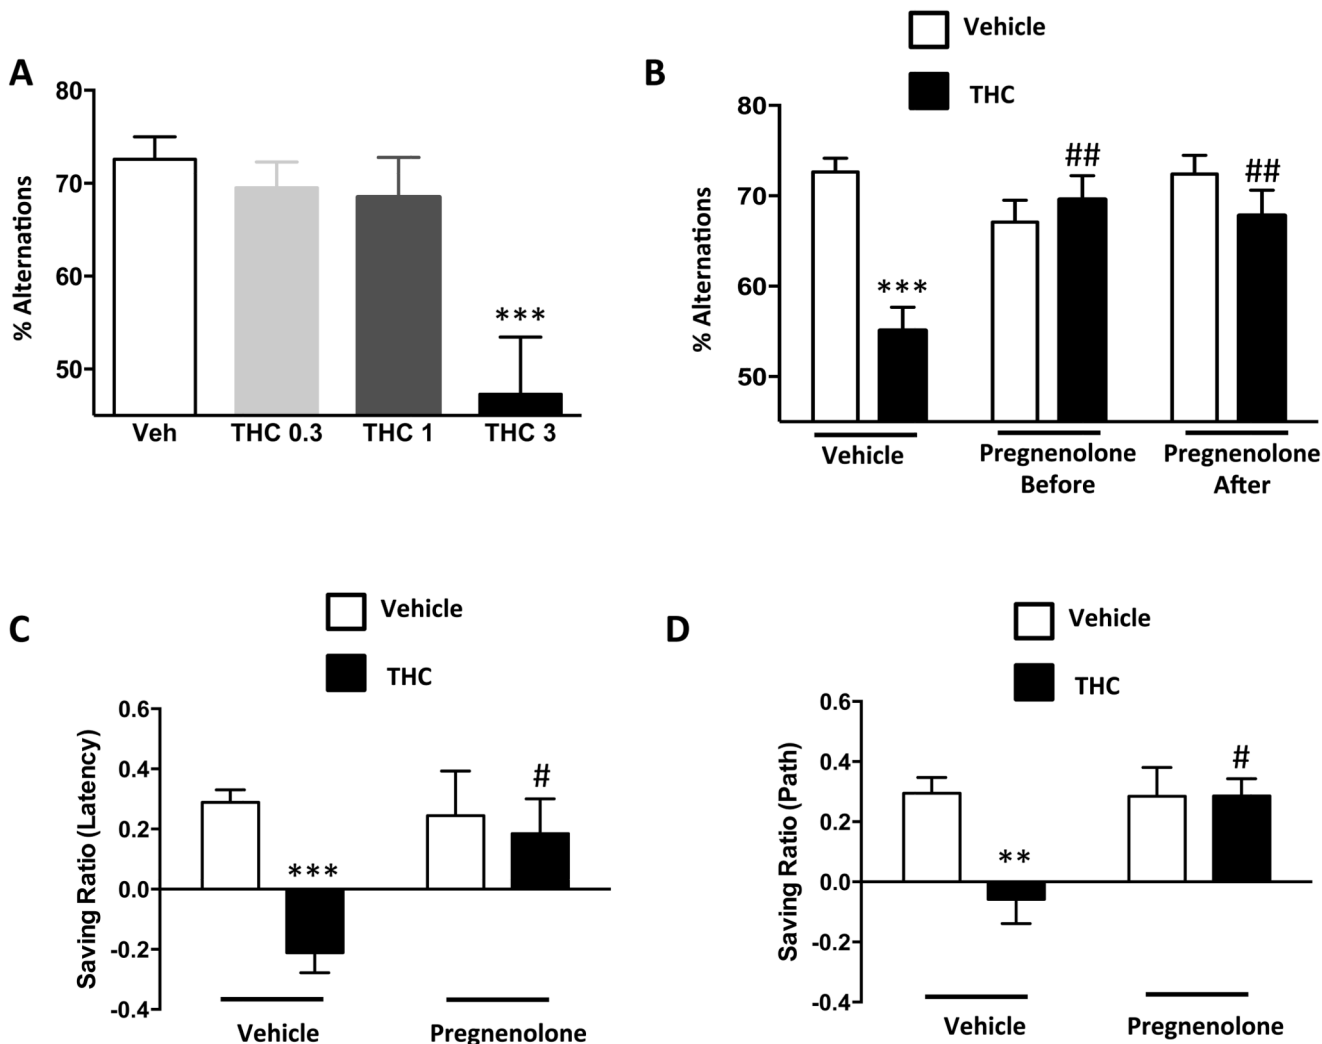 A
% Alternations
80
70
60
50
***
Veh
THC 0.3
THC 1
THC 3
B
Vehicle
THC
% Alternations
80
70
60
50
***
##
##
Vehicle
Pregnenolone
Before
Pregnenolone
After
C
Vehicle
THC
Saving Ratio (Latency)
0.6
0.4
0.2
0.0
-0.2
-0.4
***
#
Vehicle
Pregnenolone
D
Vehicle
THC
Saving Ratio (Path)
0.6
0.4
0.2
0.0
-0.2
-0.4
**
#
Vehicle
Pregnenolone